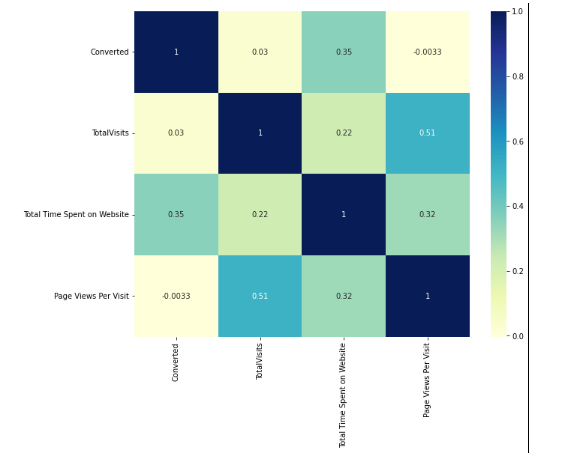 1.0
Converted
1
0.03
0.35
-0.0033
0.8
TotalVisits
0.03
1
0.22
0.51
0.6
0.4
Total Time Spent on Website
0.35
0.22
1
0.32
0.2
Page Views Per Visit
-0.0033
0.51
0.32
1
0.0
Converted
TotalVisits
Total Time Spent on Website
Page Views Per Visit